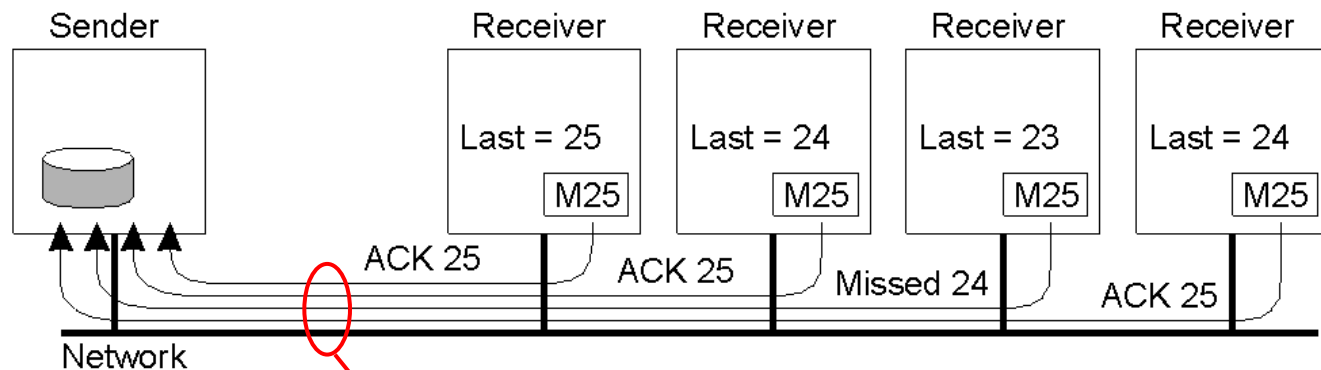 Sender Receiver Receiver Receiver Receiver
Last = 25 Last = 24 Last = 23 Last = 24
M25 M25 M25 M25
ACK 25 ACK 25 Missed 24 ACK 25
Network